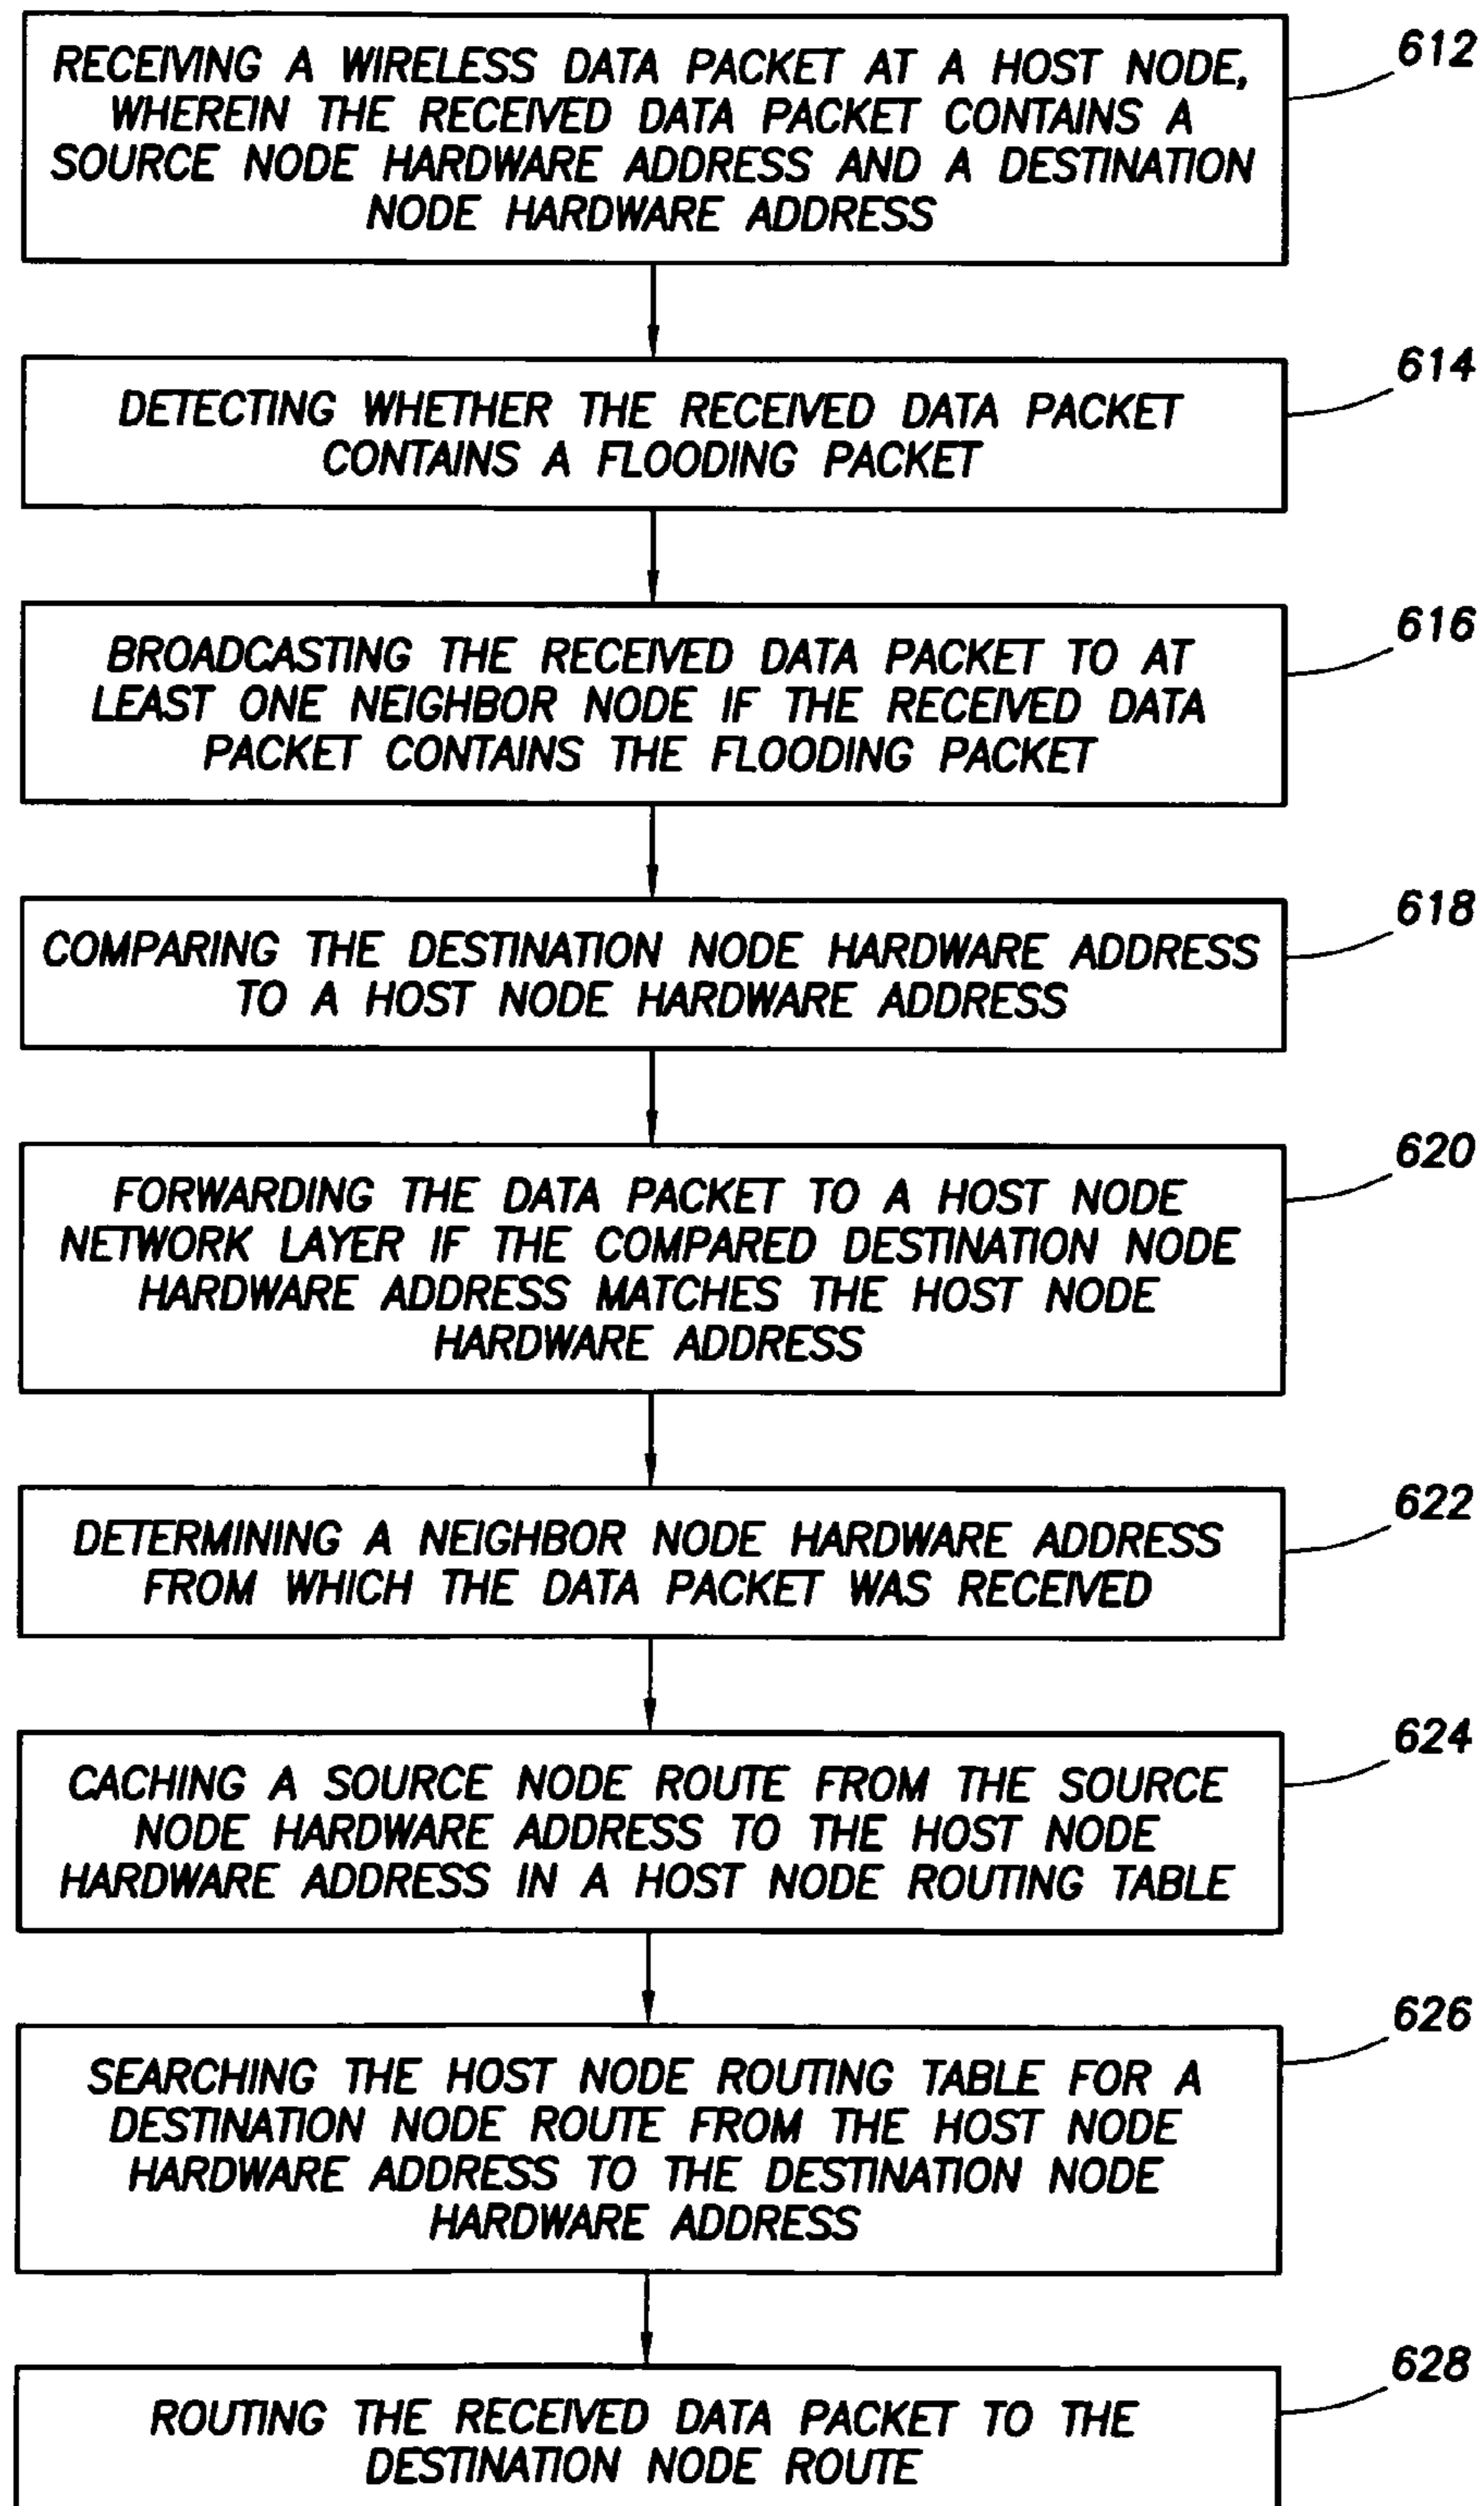 RECEIVING A WIRELESS DATA PACKET AT A HOST NODE,
WHEREIN THE RECEIVED DATA PACKET CONTAINS A
SOURCE NODE HARDWARE ADDRESS AND A DESTINATION
NODE HARDWARE ADDRESS
612
DETECTING WHETHER THE RECEIVED DATA PACKET
CONTAINS A FLOODING PACKET
614
BROADCASTING THE RECEIVED DATA PACKET TO AT
LEAST ONE NEIGHBOR NODE IF THE RECEIVED DATA
PACKET CONTAINS THE FLOODING PACKET
616
COMPARING THE DESTINATION NODE HARDWARE ADDRESS
TO A HOST NODE HARDWARE ADDRESS
618
FORWARDING THE DATA PACKET TO A HOST NODE
NETWORK LAYER IF THE COMPARED DESTINATION NODE
HARDWARE ADDRESS MATCHES THE HOST NODE
HARDWARE ADDRESS
620
DETERMINING A NEIGHBOR NODE HARDWARE ADDRESS
FROM WHICH THE DATA PACKET WAS RECEIVED
622
CACHING A SOURCE NODE ROUTE FROM THE SOURCE
NODE HARDWARE ADDRESS TO THE HOST NODE
HARDWARE ADDRESS IN A HOST NODE ROUTING TABLE
624
SEARCHING THE HOST NODE ROUTING TABLE FOR A
DESTINATION NODE ROUTE FROM THE HOST NODE
HARDWARE ADDRESS TO THE DESTINATION NODE
HARDWARE ADDRESS
626
ROUTING THE RECEIVED DATA PACKET TO THE
DESTINATION NODE ROUTE
628